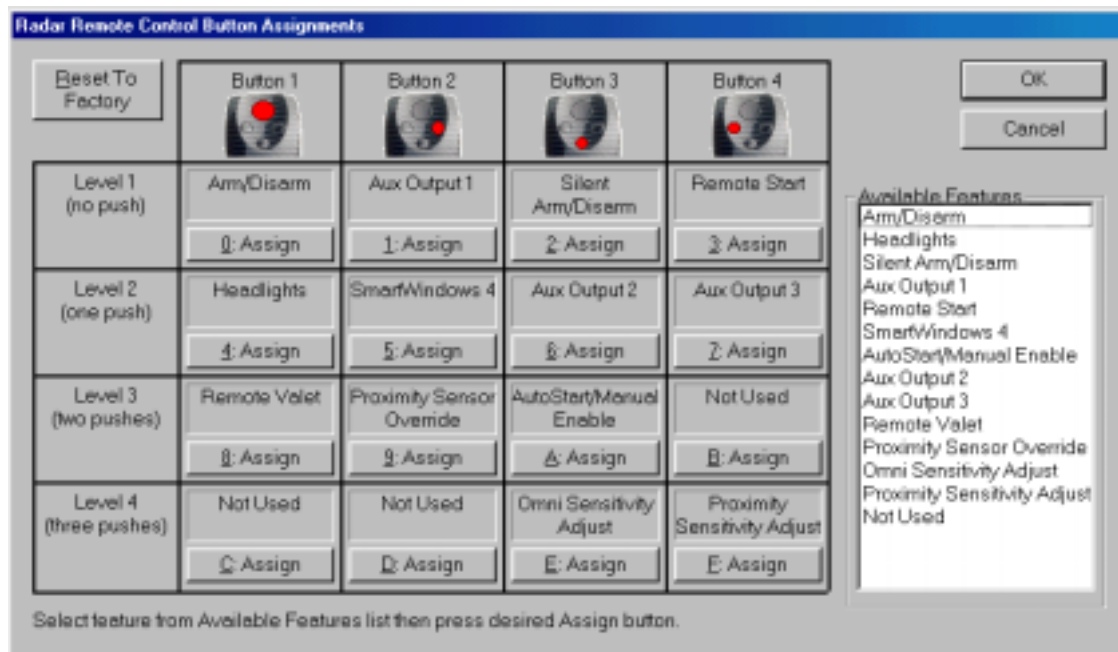 Radar Remote Control Button Assignments
Reset To
Factory
Button 1
Button 2
Button 3
Button 4
OK
Cancel
Level 1
(no push)
Arm/Disarm
Aux Output 1
Silent
Arm/Disarm
Remote Start
0: Assign
1: Assign
2: Assign
3: Assign
Level 2
(one push)
Headlights
SmartWindows 4
Aux Output 2
Aux Output 3
4: Assign
5: Assign
6: Assign
7: Assign
Level 3
(two pushes)
Remote Valet
Proximity Sensor
Override
AutoStart/Manual
Enable
Not Used
8: Assign
9: Assign
A: Assign
B: Assign
Level 4
(three pushes)
Not Used
Not Used
Omni Sensitivity
Adjust
Proximity
Sensitivity Adjust
C: Assign
D: Assign
E: Assign
F: Assign
Available Features
Arm/Disarm
Headlights
Silent Arm/Disarm
Aux Output 1
Remote Start
SmartWindows 4
AutoStart/Manual Enable
Aux Output 2
Aux Output 3
Remote Valet
Proximity Sensor Override
Omni Sensitivity Adjust
Proximity Sensitivity Adjust
Not Used
Select feature from Available Features list then press desired Assign button.